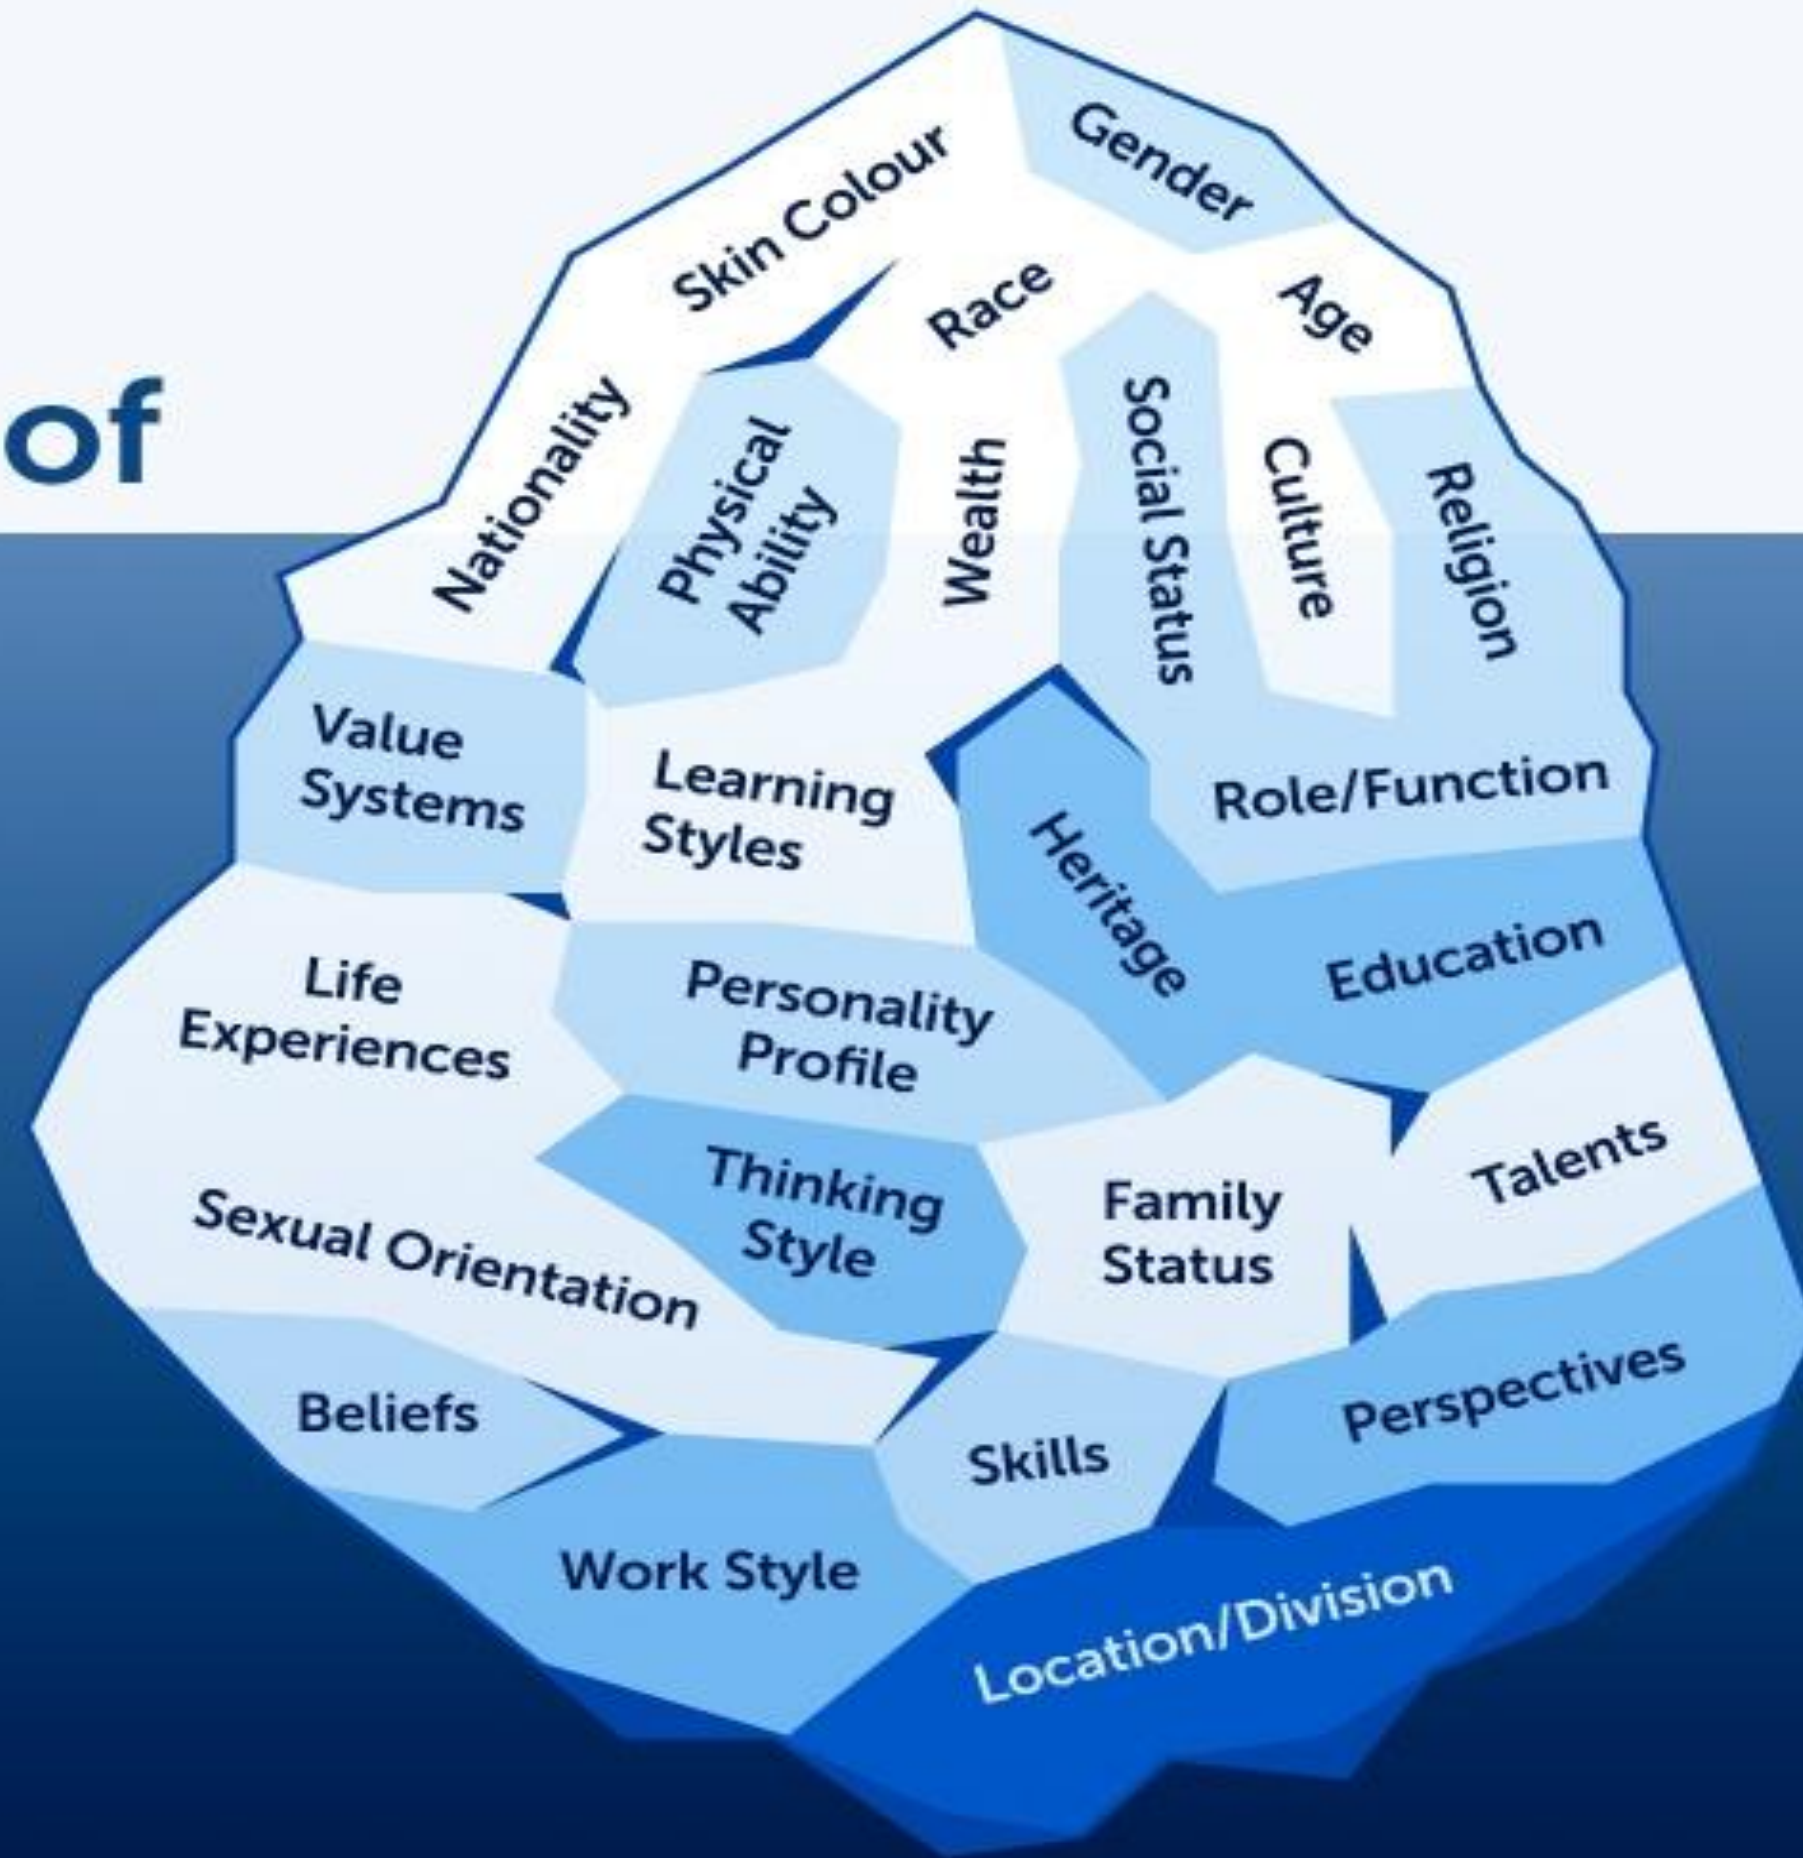 of
Gender
Skin Colour
Race
Age
Nationality
Physical
Ability
Wealth
Social Status
Culture
Religion
Value
Systems
Learning
Styles
Heritage
Role/Function
Education
Life
Experiences
Personality
Profile
Thinking
Style
Family
Status
Talents
Sexual Orientation
Beliefs
Skills
Perspectives
Work Style
Location/Division